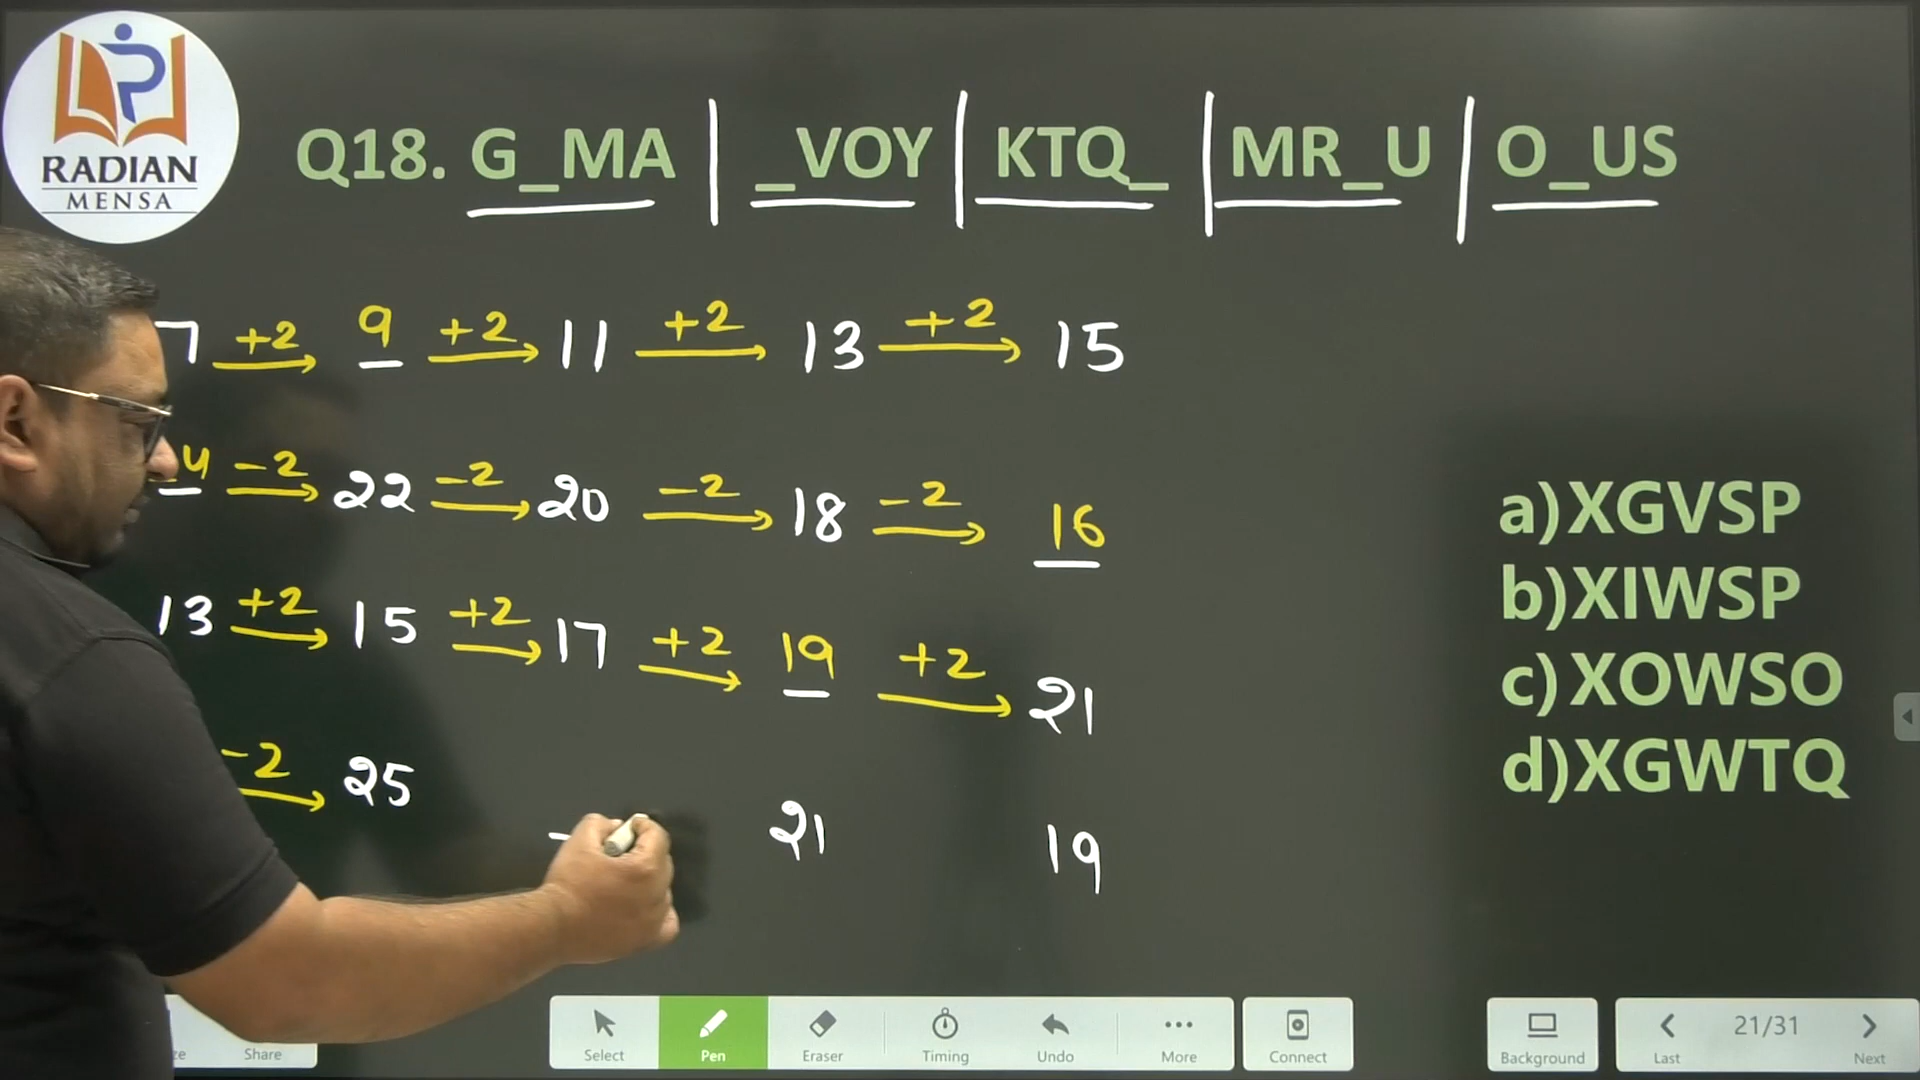 RADIAN
MENSA
Q18. G_MA | _VOY | KTQ_ | MR_U | O_US
7 +2 9 +2 11 +2 13 +2 15
4 -2 22 -2 20 -2 18 -2 16
13 +2 15 +2 17 +2 19 +2 21
-2 25 21 19
a)XGVSP
b)XIWSP
c)XOWSO
d)XGWTQ
Share
Select
Pen
Eraser
Timing
Undo
More
Connect
Background
Last
21/31
Next